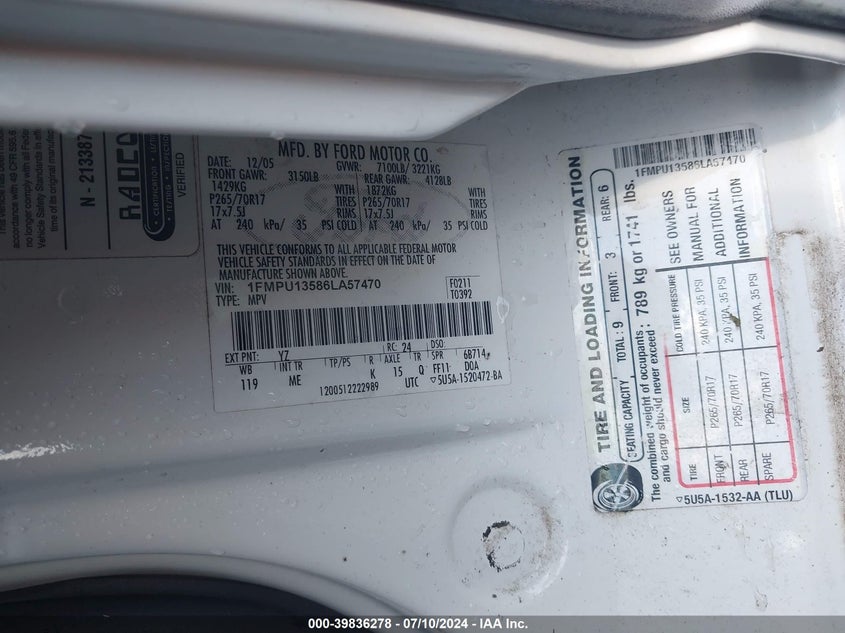 N - 213387
RADCO
CERTIFICATION
VERIFIED
MFD. BY FORD MOTOR CO.
DATE: 12/05 GVWR: 7100LB/ 3221KG
FRONT GAWR: 3150LB REAR GAWR: 4128LB
1429KG WITH 1872KG WITH
P265/70R17 TIRES P265/70R17 TIRES
17x7.5J RIMS 17x7.5J RIMS
AT 240 kPa/ 35 PSI COLD AT 240 kPa/ 35 PSI COLD
THIS VEHICLE CONFORMS TO ALL APPLICABLE FEDERAL MOTOR
VEHICLE SAFETY STANDARDS IN EFFECT ON THE DATE OF
MANUFACTURE SHOWN ABOVE.
VIN: 1FMPU13586LA57470 F0211
TYPE: MPV T0392
EXT PNT: YZ RC: 24 DSO:
WB INT TR TP/PS R AXLE TR SPR 6B714
119 ME K 15 Q FF11 DOA
1200512222989 UTC ▽5U5A-1520472-BA
1FMPU13586LA57470
TIRE AND LOADING INFORMATION
SEATING CAPACITY TOTAL: 9 FRONT: 3 REAR: 6
The combined weight of occupants and cargo should never exceed: 789 kg or 1741 lbs.
TIRE SIZE COLD TIRE PRESSURE
FRONT P265/70R17 240 KPA, 35 PSI
REAR P265/70R17 240 KPA, 35 PSI
SPARE P265/70R17 240 KPA, 35 PSI
SEE OWNERS
MANUAL FOR
ADDITIONAL
INFORMATION
▽5U5A-1532-AA (TLU)
000-39836278 - 07/10/2024 - IAA Inc.